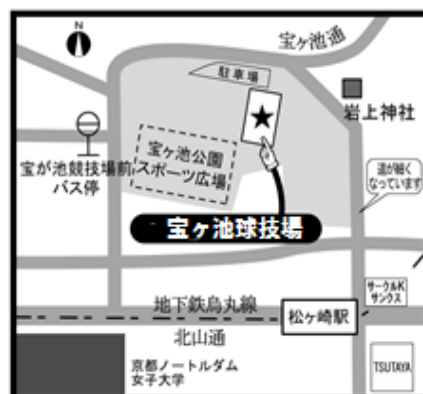 N
宝ヶ池通
駐車場
★
岩上神社
宝ヶ池公園
スポーツ広場
宝が池競技場前
バス停
道が細く
なっています
宝ヶ池球技場
サークルK
サンクス
地下鉄烏丸線
松ヶ崎駅
北山通
京都ノートルダム
女子大学
TSUTAYA